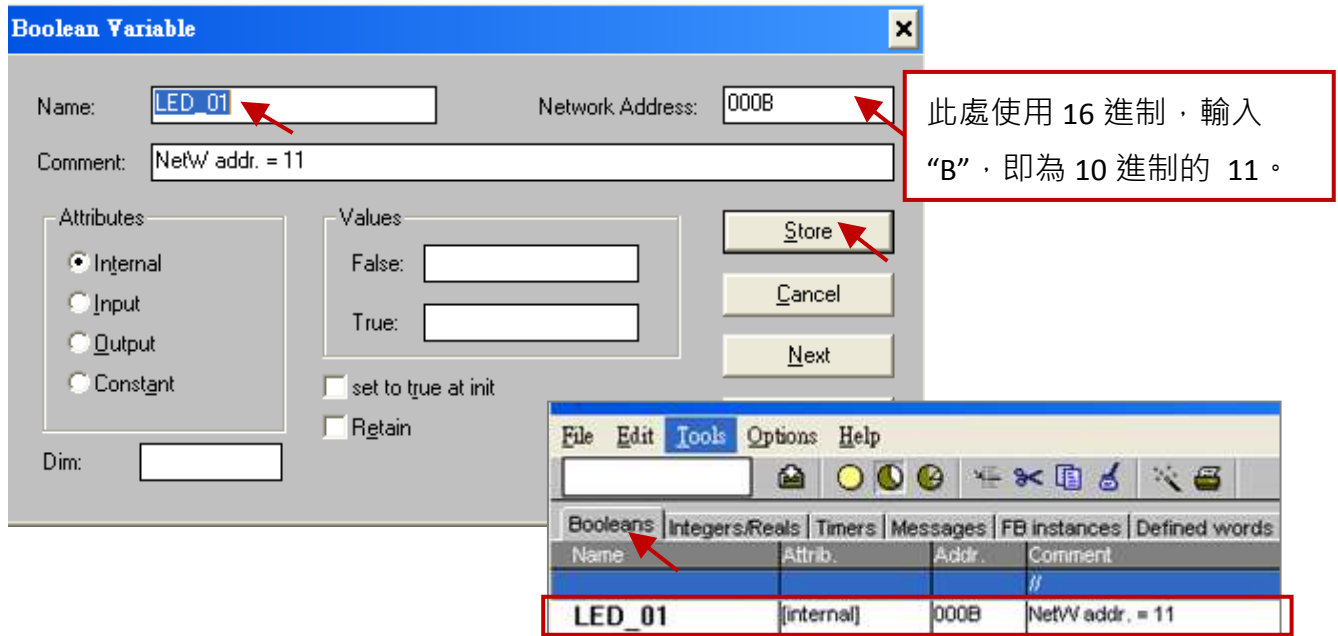 Boolean Variable
Name: LED_01 Network Address: 000B
Comment: NetW addr. = 11
此處使用 16 進制，輸入
“B”，即為 10 進制的 11。
Attributes
Internal
Input
Output
Constant
Dim:
Values
False:
True:
set to true at init
Retain
Store
Cancel
Next
File Edit Tools Options Help
Booleans Integers/Reals Timers Messages FB instances Defined words
Name Attrib. Addr. Comment
//
LED_01 [internal] 000B NetW addr. = 11